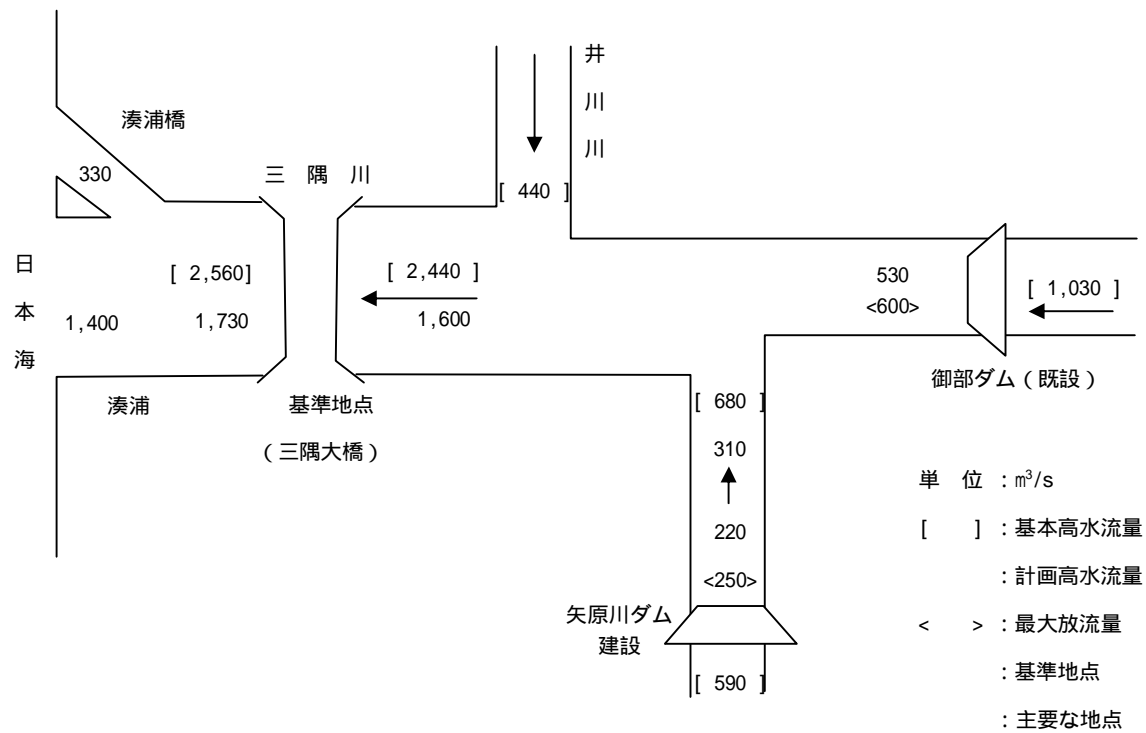 井川川
湊浦橋
330
三隅川
[ 440 ]
日本海
[ 2,560]
[ 2,440 ]
530
<600>
[ 1,030 ]
1,400
1,730
1,600
御部ダム(既設)
湊浦
基準地点
(三隅大橋)
[ 680 ]
310
220
<250>
矢原川ダム
建設
[ 590 ]
単 位 :m³/s
[ ] :基本高水流量
:計画高水流量
< > :最大放流量
:基準地点
:主要な地点